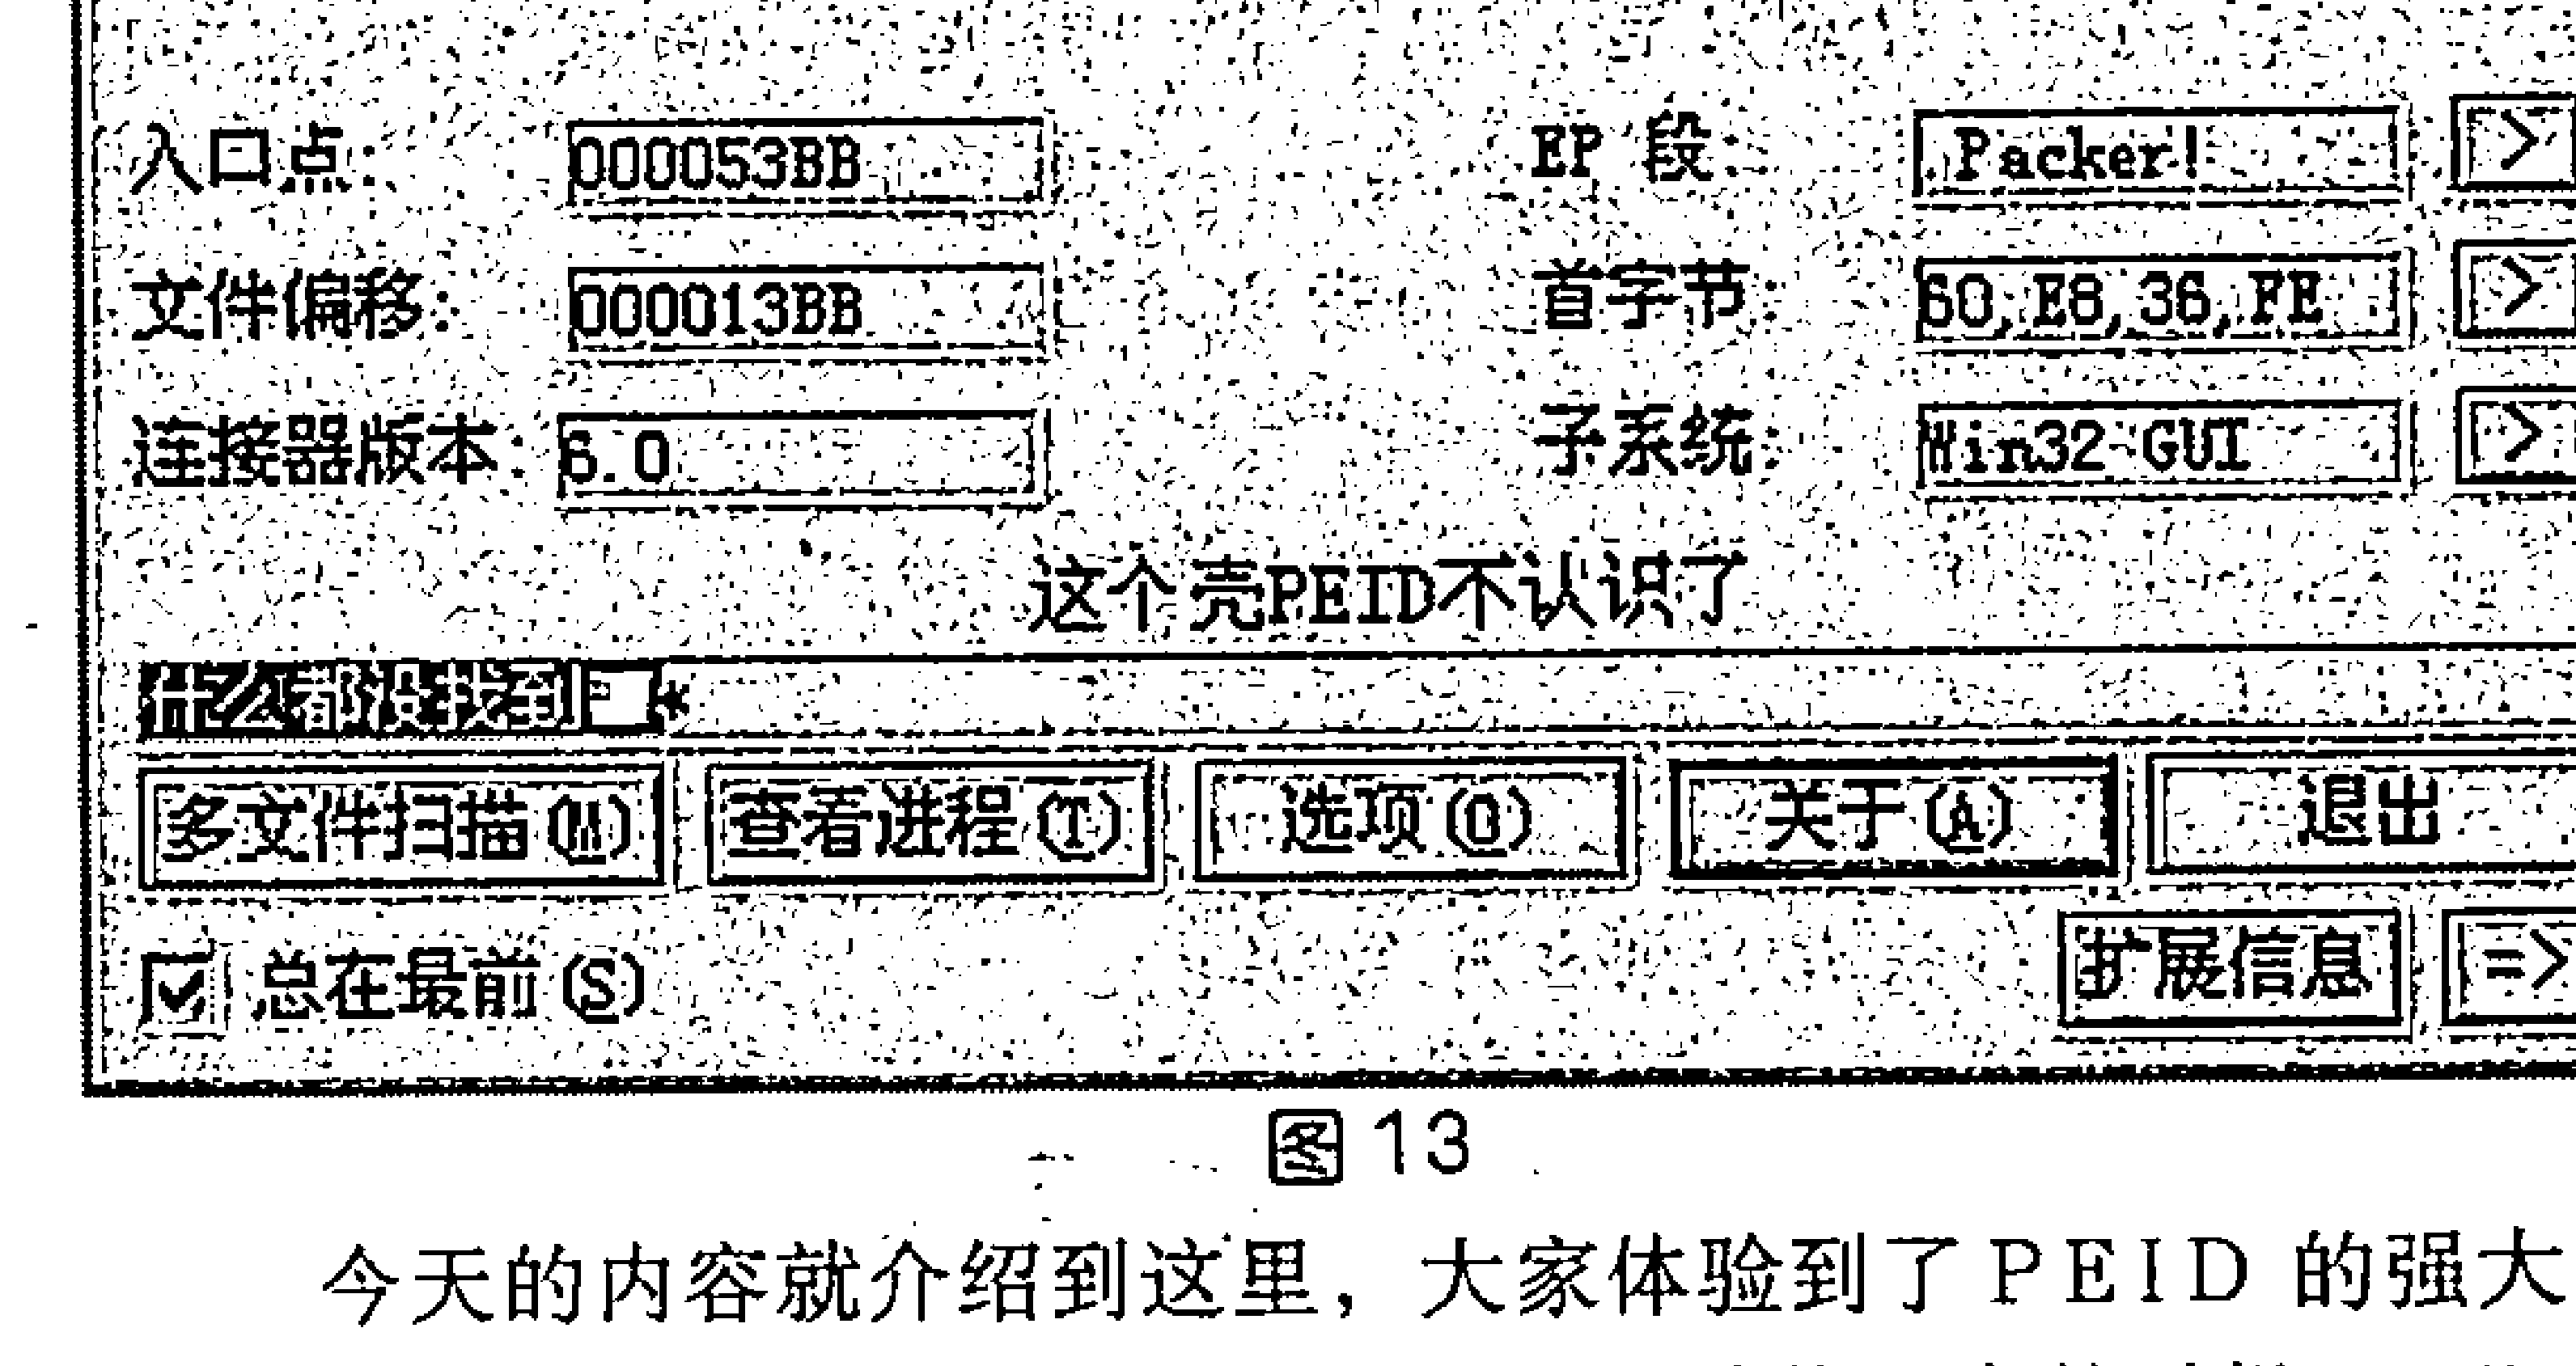 入口点: 000053BB EP 段: .Packer! >
文件偏移: 000013BB 首字节: 60,E8,36,FE >
连接器版本: 6.0 子系统: Win32 GUI >
这个壳PEID不认识了
什么都没找到 *
多文件扫描(M) 查看进程(T) 选项(O) 关于(A) 退出
总在最前(S) 扩展信息 =>
图13
今天的内容就介绍到这里，大家体验到了PEID的强大